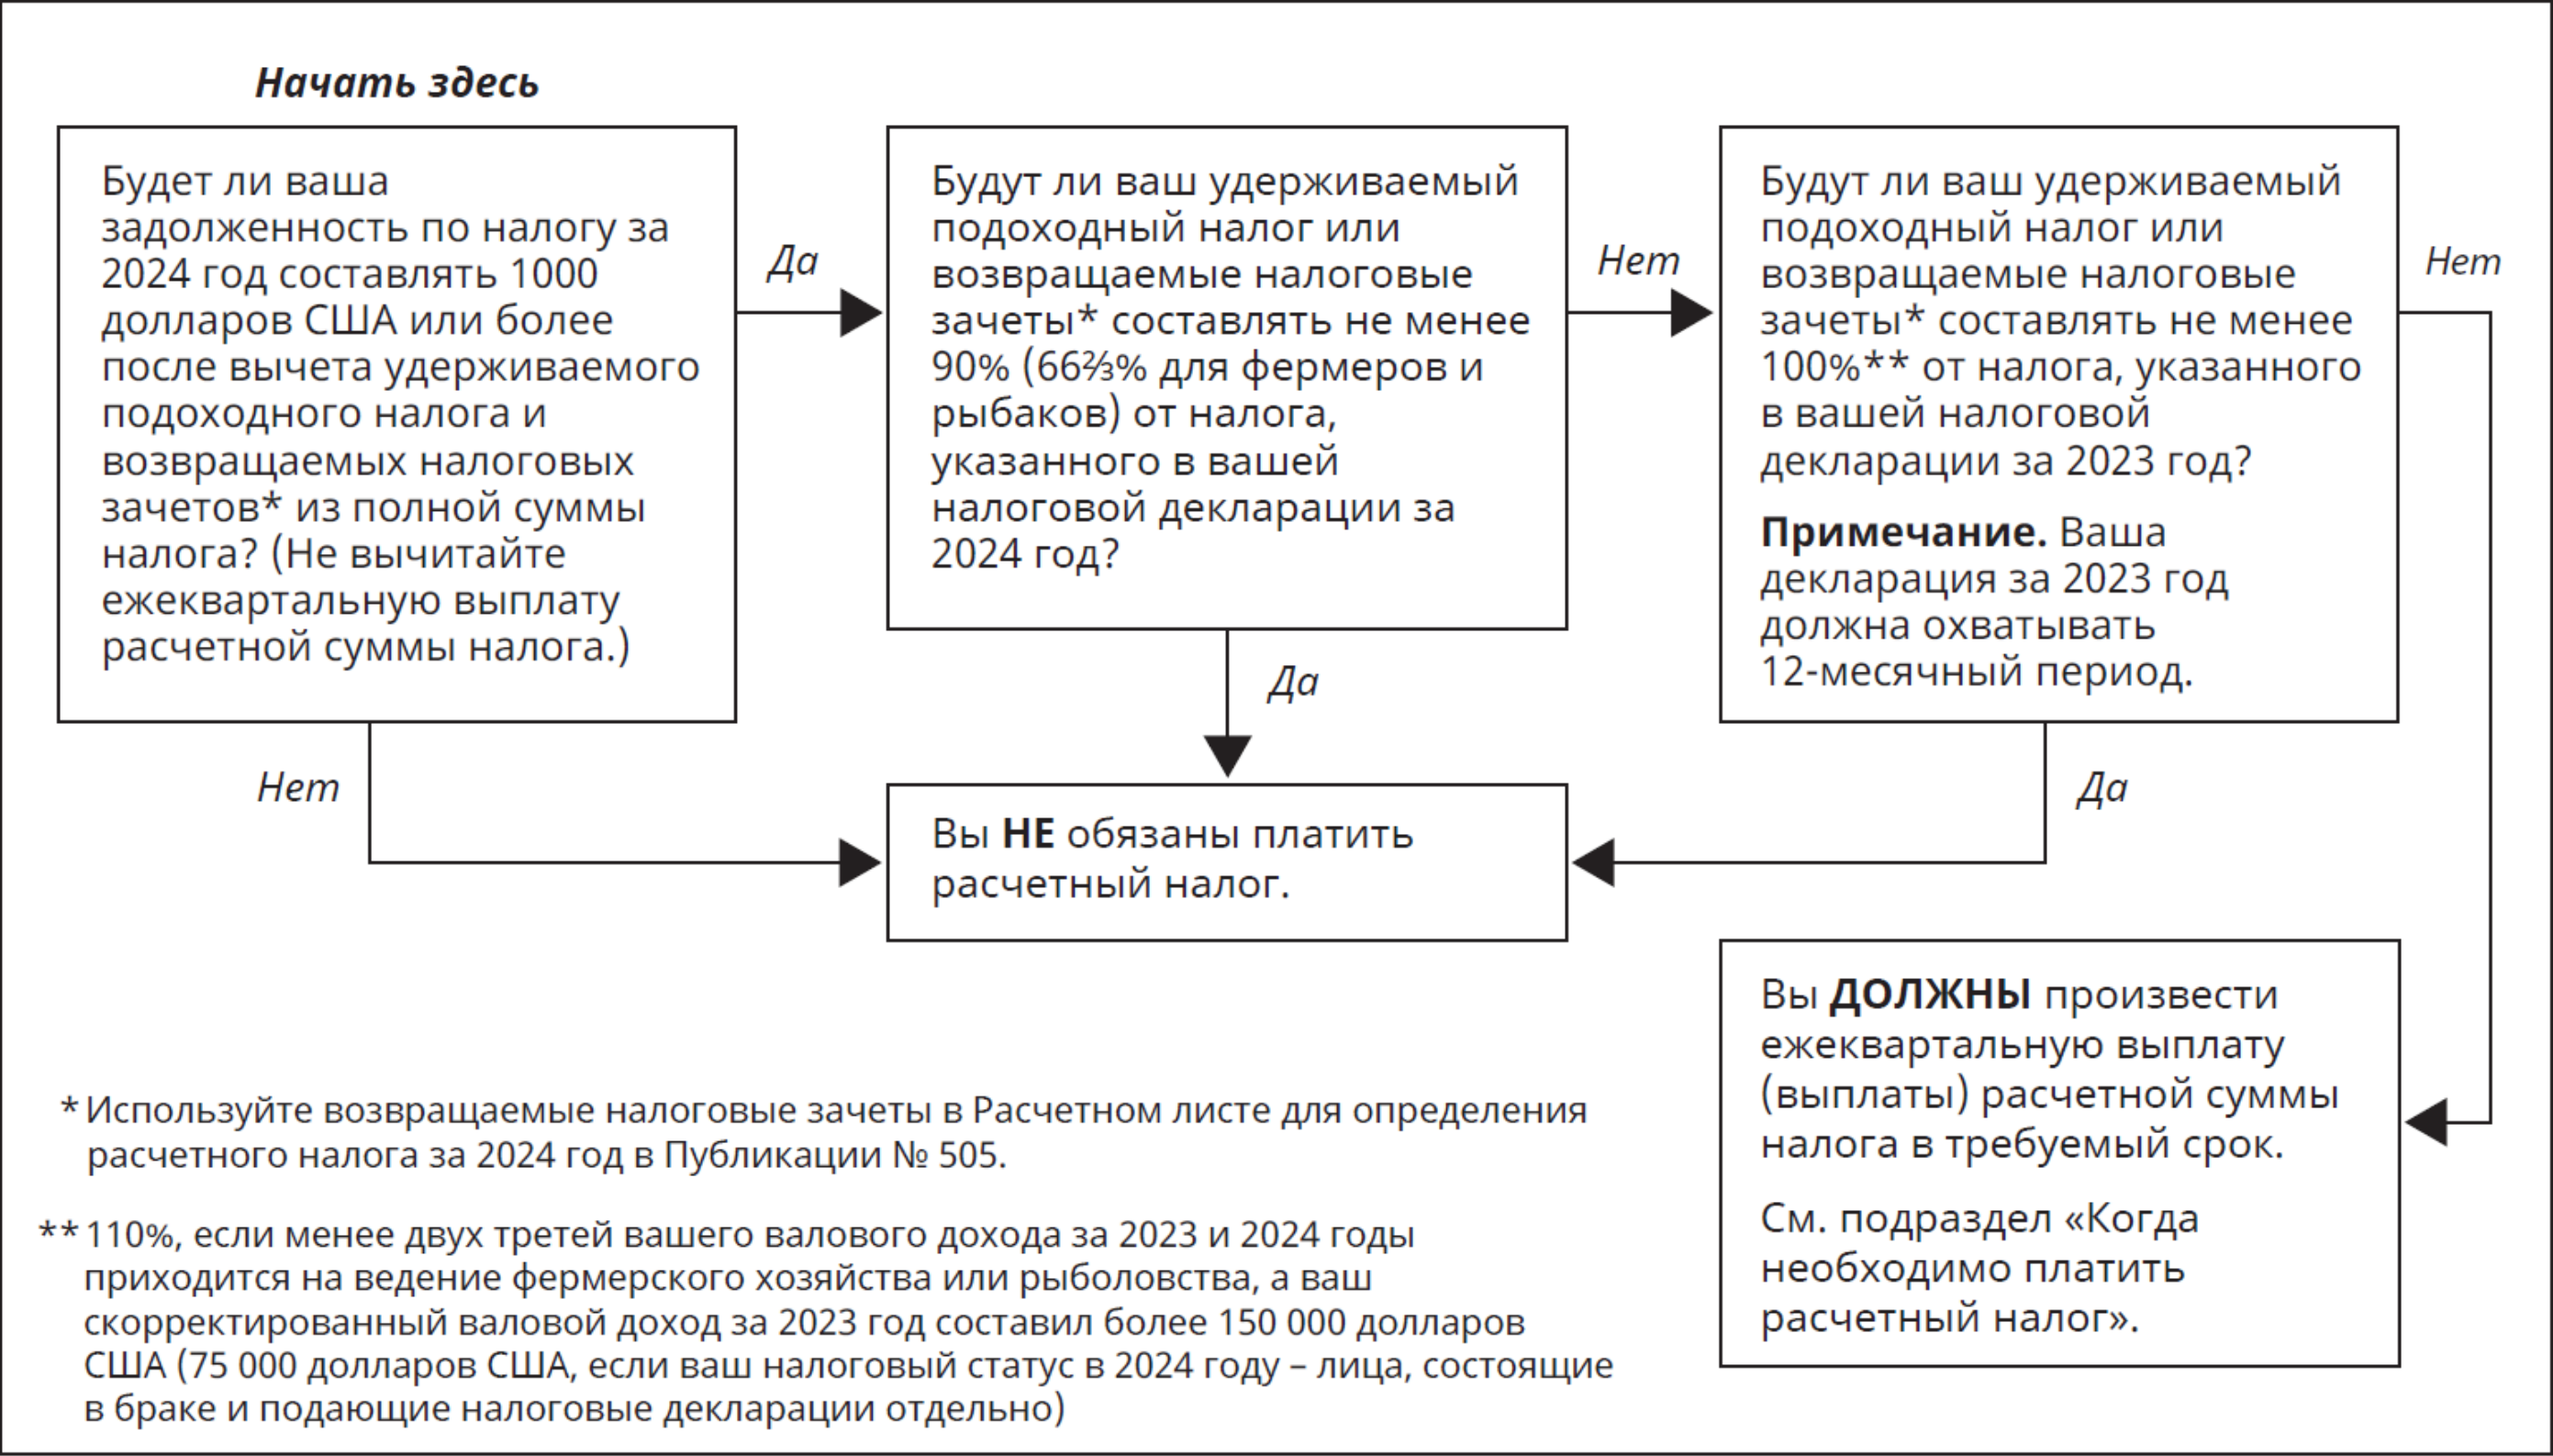 Начать здесь
Будет ли ваша
задолженность по налогу за
2024 год составлять 1000
долларов США или более
после вычета удерживаемого
подоходного налога и
возвращаемых налоговых
зачетов* из полной суммы
налога? (Не вычитайте
ежеквартальную выплату
расчетной суммы налога.)
Да
Будут ли ваш удерживаемый
подоходный налог или
возвращаемые налоговые
зачеты* составлять не менее
90% (66⅔% для фермеров и
рыбаков) от налога,
указанного в вашей
налоговой декларации за
2024 год?
Нет
Будут ли ваш удерживаемый
подоходный налог или
возвращаемые налоговые
зачеты* составлять не менее
100%** от налога, указанного
в вашей налоговой
декларации за 2023 год?
Примечание. Ваша
декларация за 2023 год
должна охватывать
12-месячный период.
Нет
Нет
Да
Да
Вы НЕ обязаны платить
расчетный налог.
Вы ДОЛЖНЫ произвести
ежеквартальную выплату
(выплаты) расчетной суммы
налога в требуемый срок.
См. подраздел «Когда
необходимо платить
расчетный налог».
* Используйте возвращаемые налоговые зачеты в Расчетном листе для определения
расчетного налога за 2024 год в Публикации № 505.
** 110%, если менее двух третей вашего валового дохода за 2023 и 2024 годы
приходится на ведение фермерского хозяйства или рыболовства, а ваш
скорректированный валовой доход за 2023 год составил более 150 000 долларов
США (75 000 долларов США, если ваш налоговый статус в 2024 году – лица, состоящие
в браке и подающие налоговые декларации отдельно)